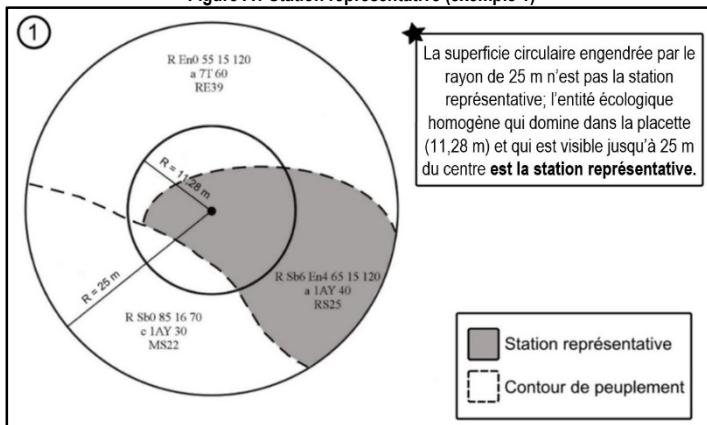 1
R En0 55 15 120
a 7T 60
RE39
La superficie circulaire engendrée par le
rayon de 25 m n'est pas la station
représentative; l'entité écologique
homogène qui domine dans la placette
(11,28 m) et qui est visible jusqu'à 25 m
du centre est la station représentative.
R = 11,28 m
R = 25 m
R Sb6 En4 65 15 120
a 1AY 40
RS25
R Sb0 85 16 70
c 1AY 30
MS22
Station représentative
Contour de peuplement